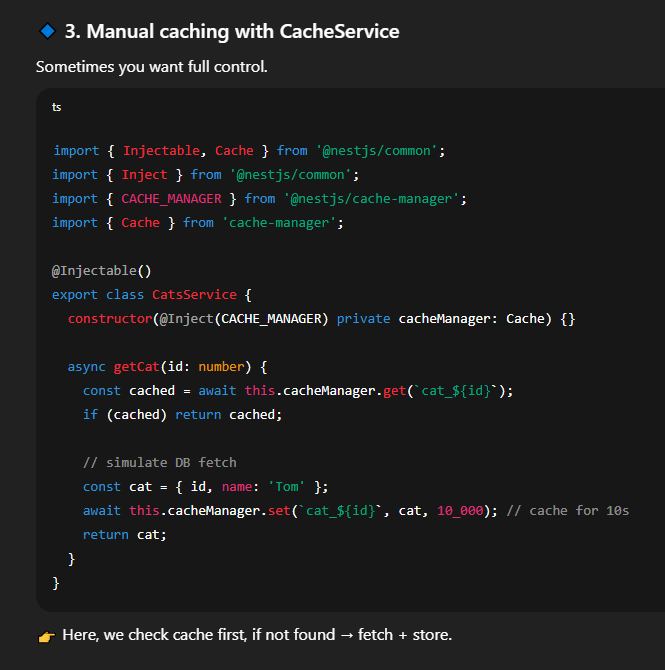 🔷 3. Manual caching with CacheService
Sometimes you want full control.
ts
import { Injectable, Cache } from '@nestjs/common';
import { Inject } from '@nestjs/common';
import { CACHE_MANAGER } from '@nestjs/cache-manager';
import { Cache } from 'cache-manager';

@Injectable()
export class CatsService {
  constructor(@Inject(CACHE_MANAGER) private cacheManager: Cache) {}

  async getCat(id: number) {
    const cached = await this.cacheManager.get(`cat_${id}`);
    if (cached) return cached;

    // simulate DB fetch
    const cat = { id, name: 'Tom' };
    await this.cacheManager.set(`cat_${id}`, cat, 10_000); // cache for 10s
    return cat;
  }
}
👉 Here, we check cache first, if not found → fetch + store.